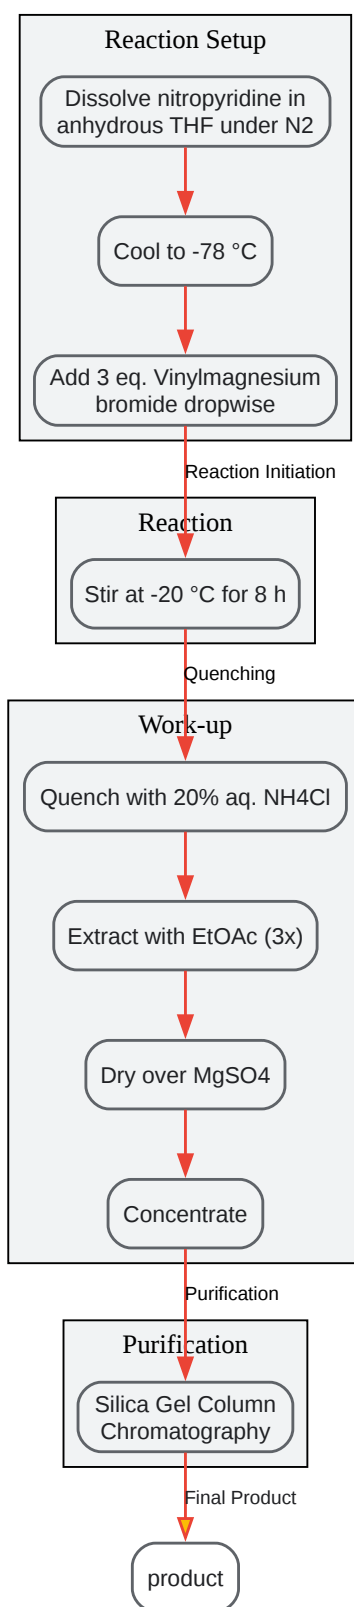 Reaction Setup
Dissolve nitropyridine in
anhydrous THF under N2
Cool to -78 °C
Add 3 eq. Vinylmagnesium
bromide dropwise
Reaction Initiation
Reaction
Stir at -20 °C for 8 h
Quenching
Work-up
Quench with 20% aq. NH4Cl
Extract with EtOAc (3x)
Dry over MgSO4
Concentrate
Purification
Purification
Silica Gel Column
Chromatography
Final Product
product